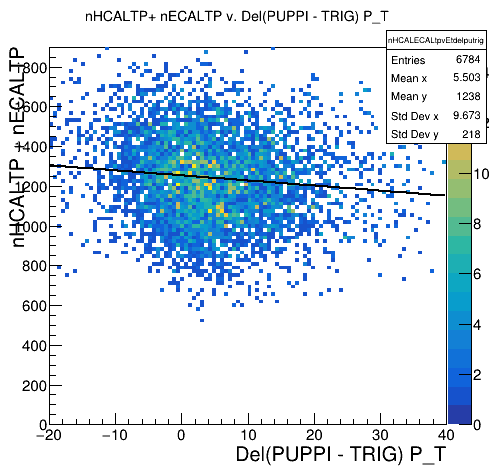 nHCALTP+ nECALTP v. Del(PUPPI - TRIG) P_T
nHCALECALtpvEtdelputrig
Entries 6784
Mean x 5.503
Mean y 1238
Std Dev x 9.673
Std Dev y 218
nHCALTP + nECALTP
1800
1600
1400
1200
1000
800
600
400
200
0
10
8
6
4
2
0
−20 −10 0 10 20 30 40
Del(PUPPI - TRIG) P_T